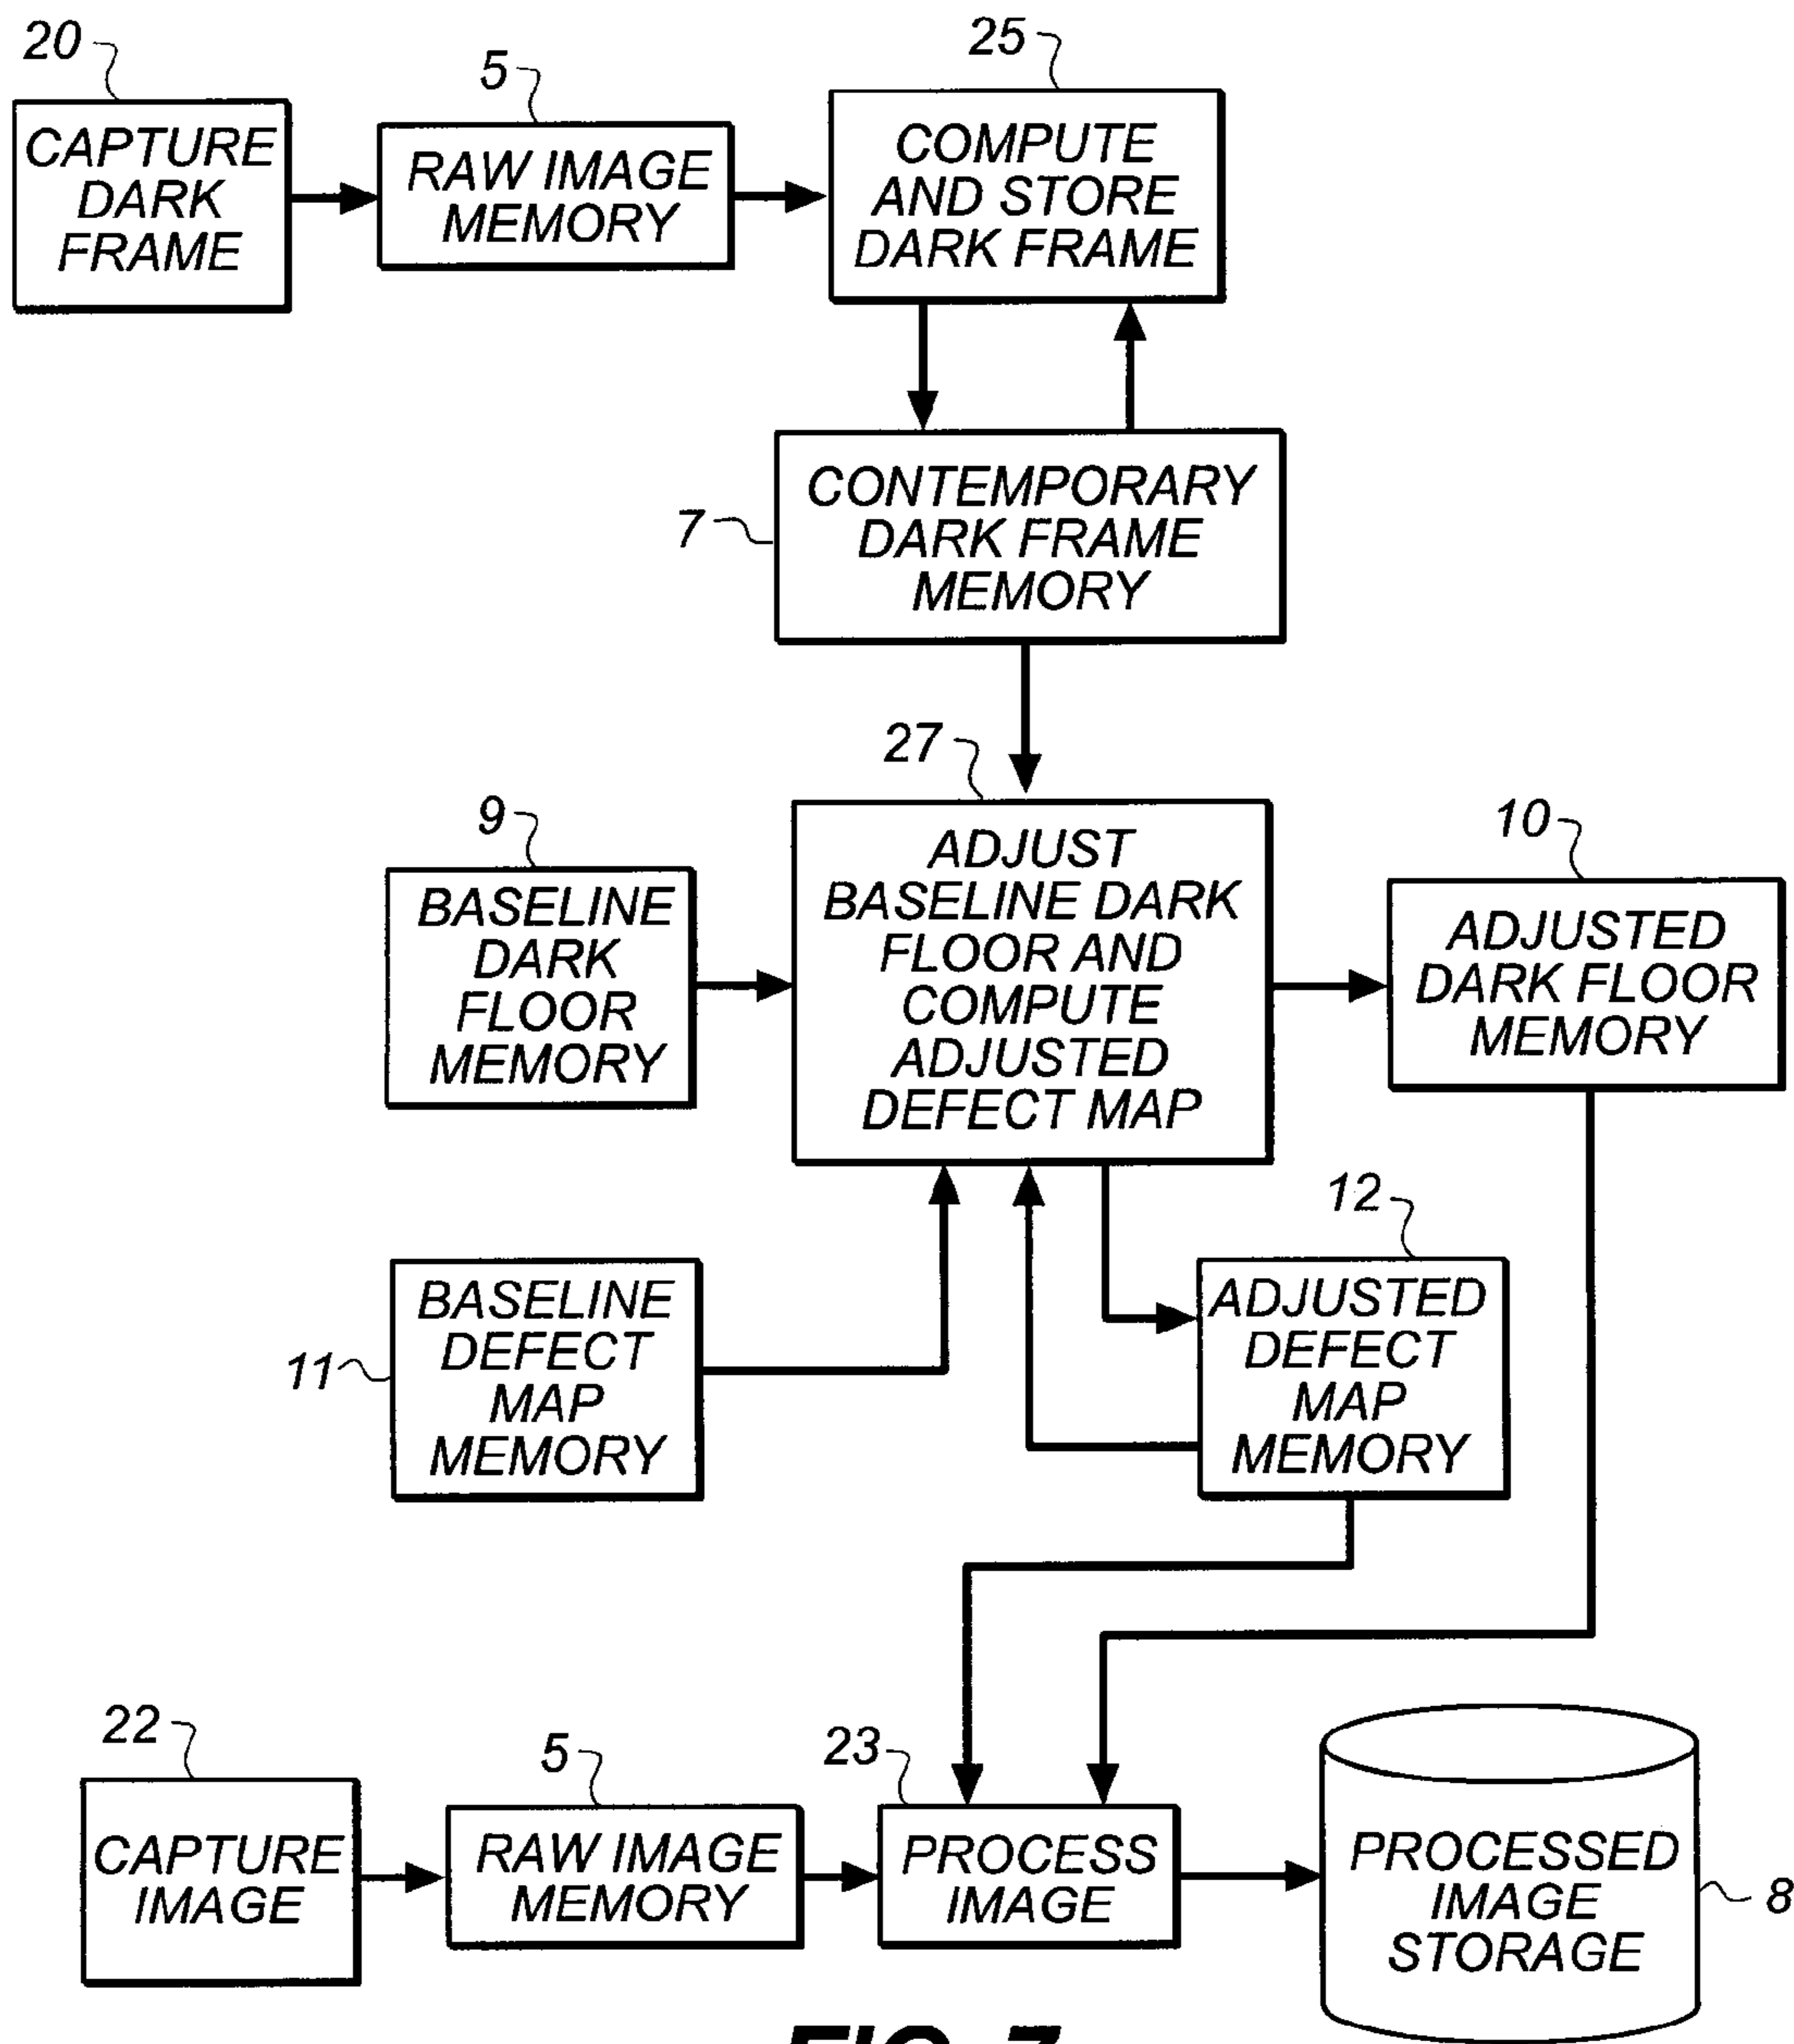 20
CAPTURE
DARK
FRAME
5
RAW IMAGE
MEMORY
25
COMPUTE
AND STORE
DARK FRAME
7
CONTEMPORARY
DARK FRAME
MEMORY
27
ADJUST
BASELINE DARK
FLOOR AND
COMPUTE
ADJUSTED
DEFECT MAP
9
BASELINE
DARK
FLOOR
MEMORY
10
ADJUSTED
DARK FLOOR
MEMORY
11
BASELINE
DEFECT
MAP
MEMORY
12
ADJUSTED
DEFECT
MAP
MEMORY
22
CAPTURE
IMAGE
5
RAW IMAGE
MEMORY
23
PROCESS
IMAGE
PROCESSED
IMAGE
STORAGE
8